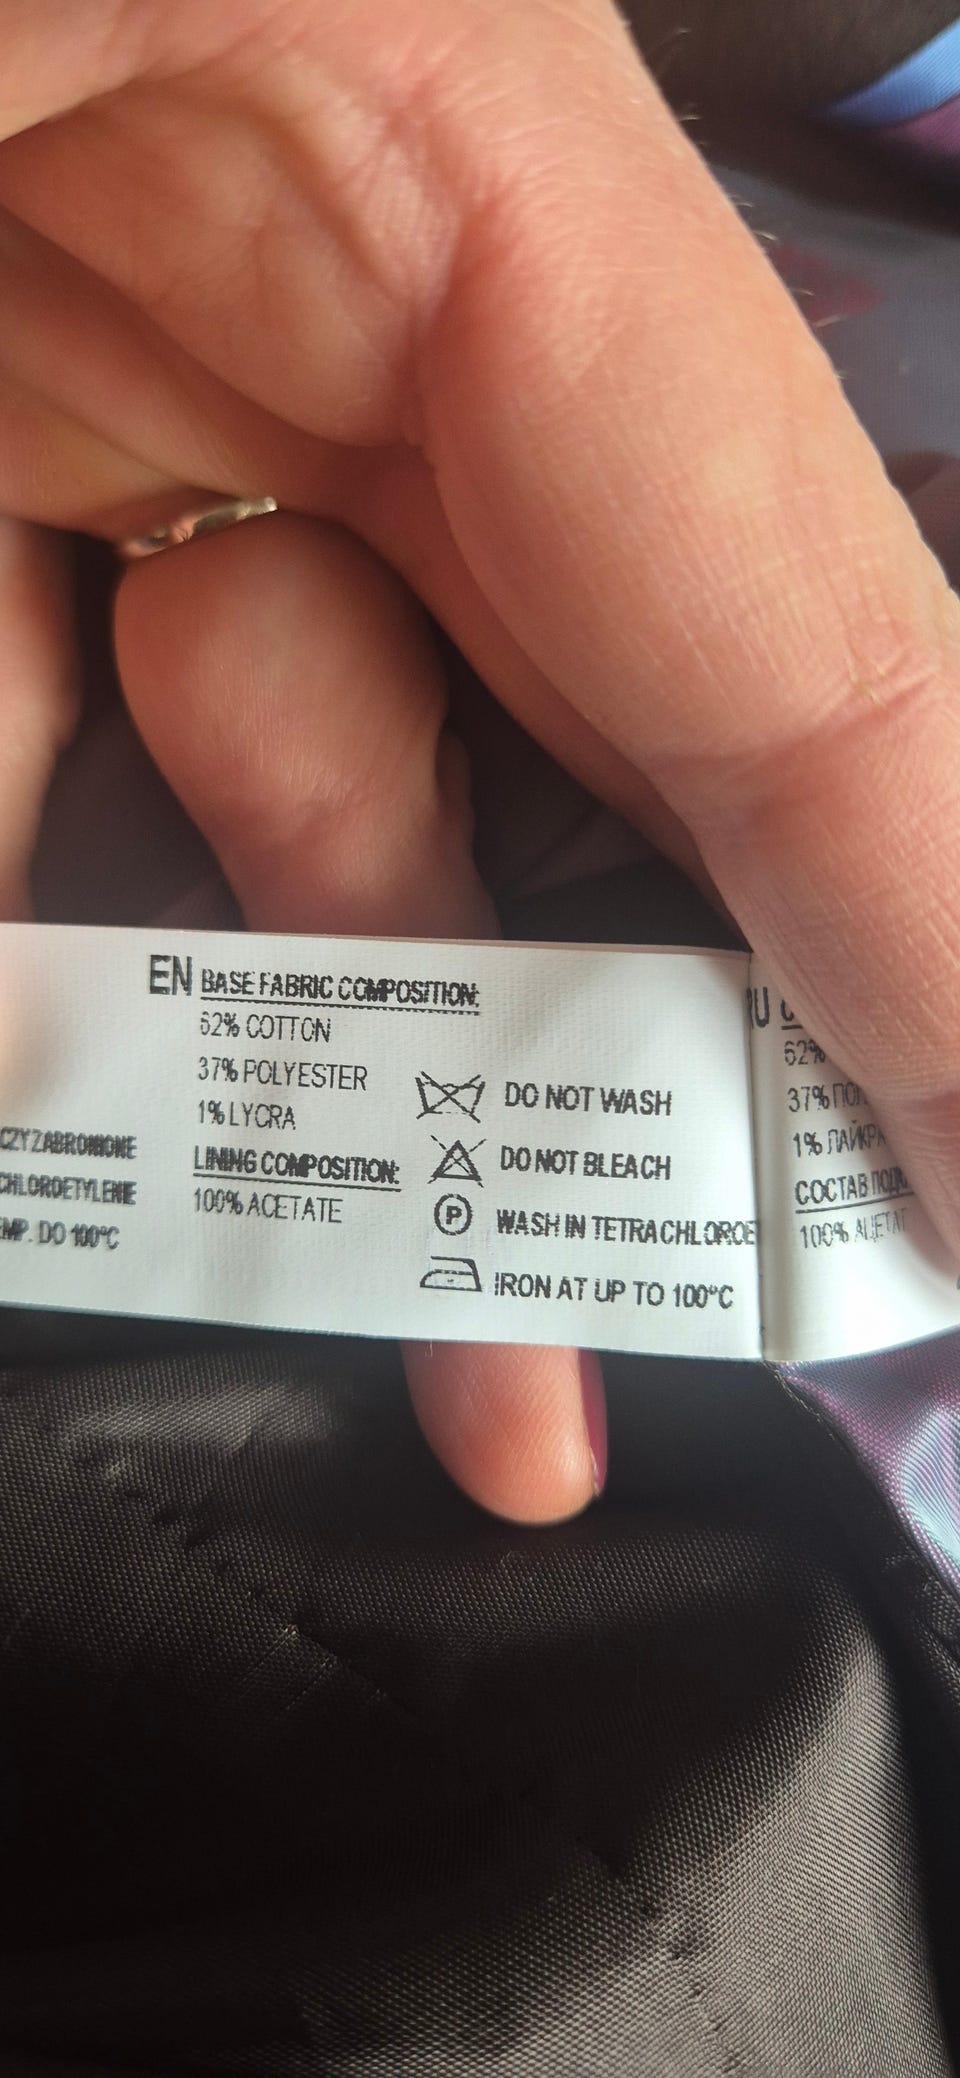 EN BASE FABRIC COMPOSITION:
62% COTTON
37% POLYESTER
1% LYCRA
LINING COMPOSITION:
100% ACETATE
DO NOT WASH
DO NOT BLEACH
P
WASH IN TETRACHLOROE
IRON AT UP TO 100°C
CZYZABRONIONE
CHLOROETYLENIE
EMP. DO 100°C
RU
62%
37% ПОЛ
1% ЛАЙКРА
СОСТАВ ПОДК
100% АЦЕТАТ